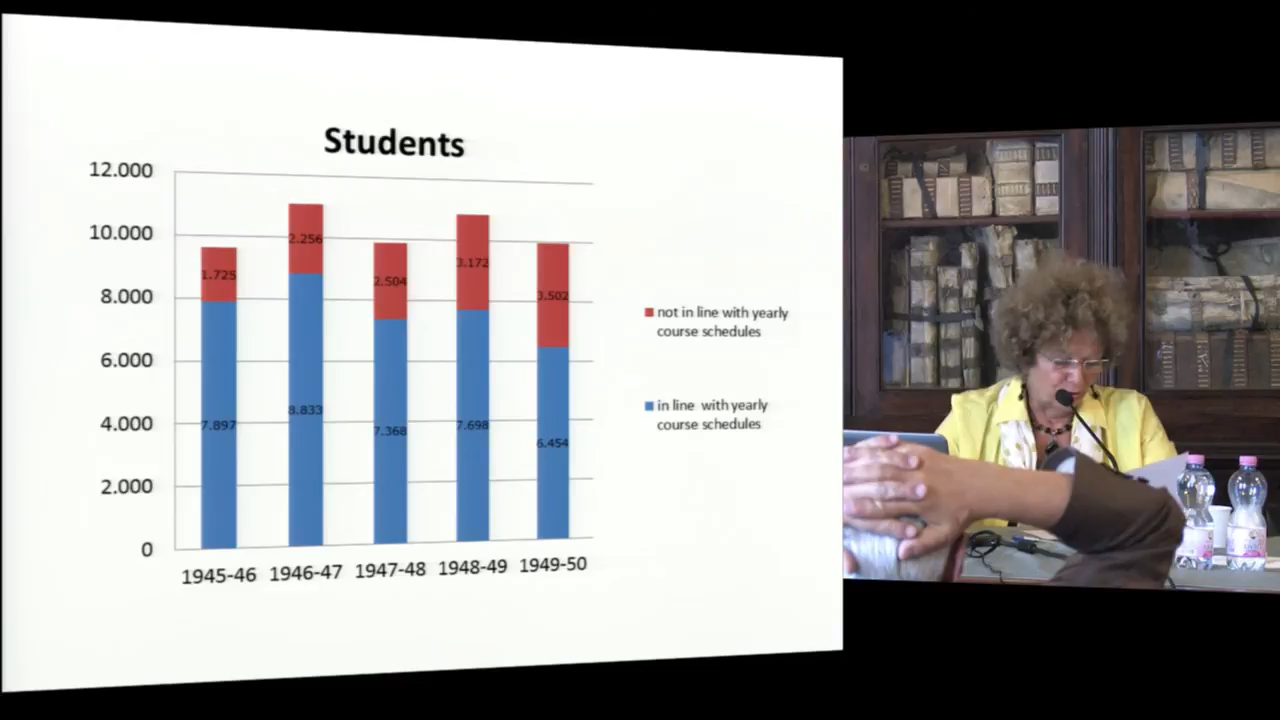 Students
12.000
10.000
8.000
6.000
4.000
2.000
0
1.725
2.256
2.504
3.172
3.502
7.897
8.833
7.368
7.698
6.454
1945-46 1946-47 1947-48 1948-49 1949-50
not in line with yearly
course schedules
in line with yearly
course schedules